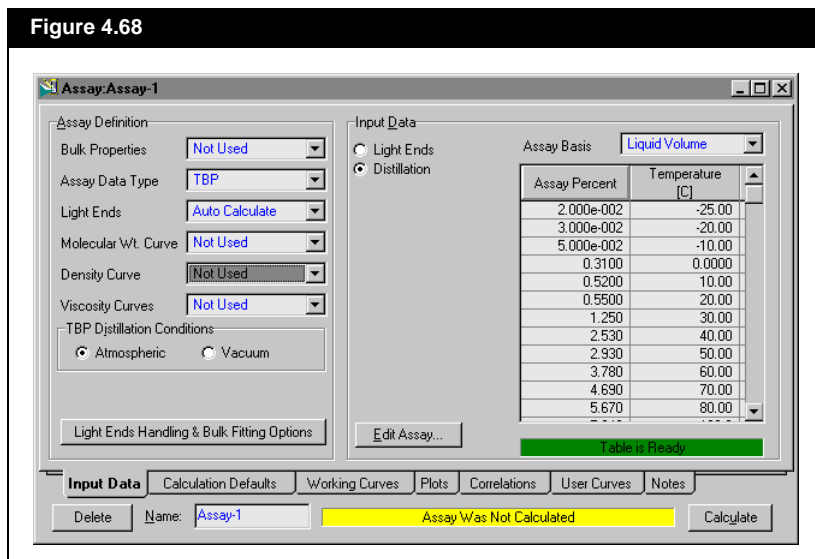 Figure 4.68
Assay:Assay-1
Assay Definition
Bulk Properties Not Used
Assay Data Type TBP
Light Ends Auto Calculate
Molecular Wt. Curve Not Used
Density Curve Not Used
Viscosity Curves Not Used
TBP Distillation Conditions
Atmospheric Vacuum
Light Ends Handling & Bulk Fitting Options
Input Data
Light Ends
Distillation
Edit Assay...
Assay Basis Liquid Volume
Assay Percent Temperature [C]
2.000e-002 -25.00
3.000e-002 -20.00
5.000e-002 -10.00
0.3100 0.0000
0.5200 10.00
0.5500 20.00
1.250 30.00
2.530 40.00
2.930 50.00
3.780 60.00
4.690 70.00
5.670 80.00
Table is Ready
Input Data Calculation Defaults Working Curves Plots Correlations User Curves Notes
Delete Name: Assay-1 Assay Was Not Calculated Calculate